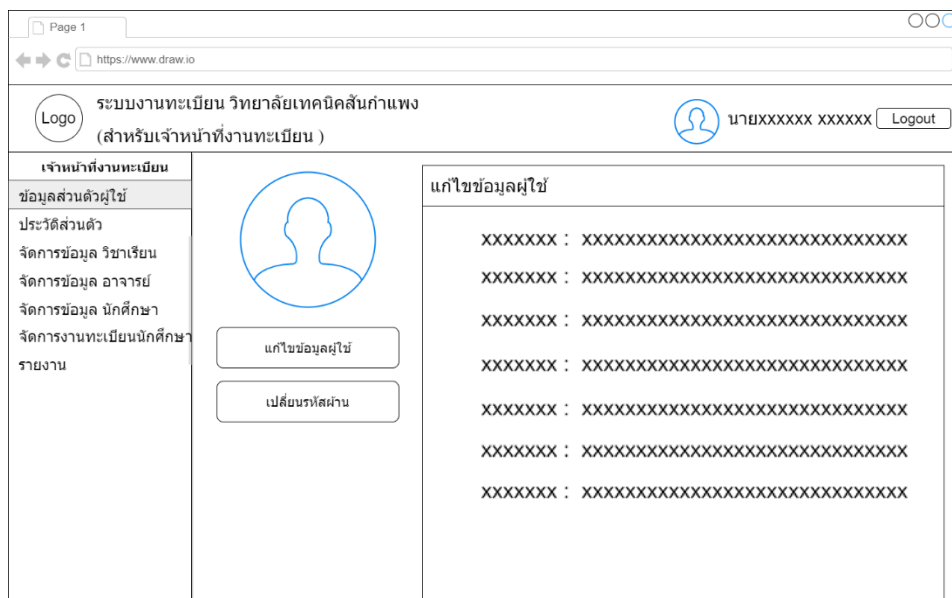 Page 1
https://www.draw.io
Logo
ระบบงานทะเบียน วิทยาลัยเทคนิคสันกำแพง
(สำหรับเจ้าหน้าที่งานทะเบียน )
นายxxxxxx xxxxxx
Logout
เจ้าหน้าที่งานทะเบียน
ข้อมูลส่วนตัวผู้ใช้
ประวัติส่วนตัว
จัดการข้อมูล วิชาเรียน
จัดการข้อมูล อาจารย์
จัดการข้อมูล นักศึกษา
จัดการงานทะเบียนนักศึกษา
รายงาน
แก้ไขข้อมูลผู้ใช้
เปลี่ยนรหัสผ่าน
แก้ไขข้อมูลผู้ใช้
xxxxxxx : xxxxxxxxxxxxxxxxxxxxxxxxxxxxxx
xxxxxxx : xxxxxxxxxxxxxxxxxxxxxxxxxxxxxx
xxxxxxx : xxxxxxxxxxxxxxxxxxxxxxxxxxxxxx
xxxxxxx : xxxxxxxxxxxxxxxxxxxxxxxxxxxxxx
xxxxxxx : xxxxxxxxxxxxxxxxxxxxxxxxxxxxxx
xxxxxxx : xxxxxxxxxxxxxxxxxxxxxxxxxxxxxx
xxxxxxx : xxxxxxxxxxxxxxxxxxxxxxxxxxxxxx